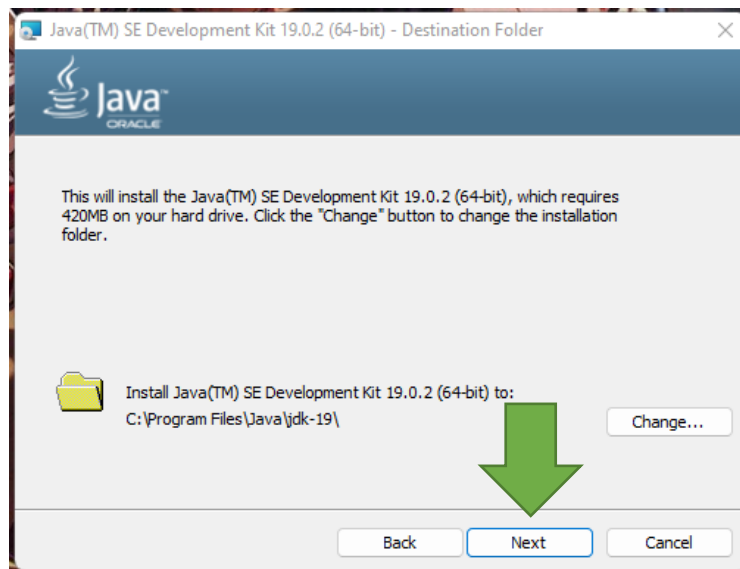 Java(TM) SE Development Kit 19.0.2 (64-bit) - Destination Folder
Java™
ORACLE
This will install the Java(TM) SE Development Kit 19.0.2 (64-bit), which requires
420MB on your hard drive. Click the "Change" button to change the installation
folder.
Install Java(TM) SE Development Kit 19.0.2 (64-bit) to:
C:\Program Files\Java\jdk-19\
Change...
Back
Next
Cancel